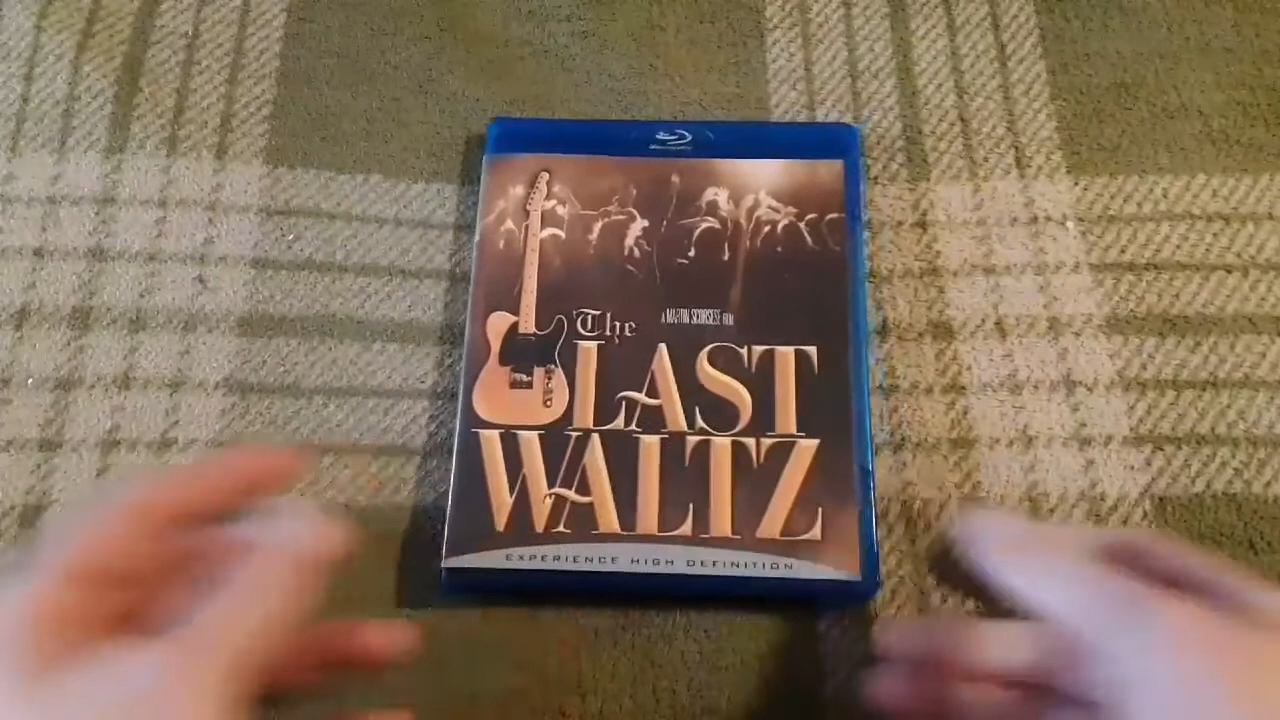 A MARTIN SCORSESE FILM
The
LAST
WALTZ
EXPERIENCE HIGH DEFINITION